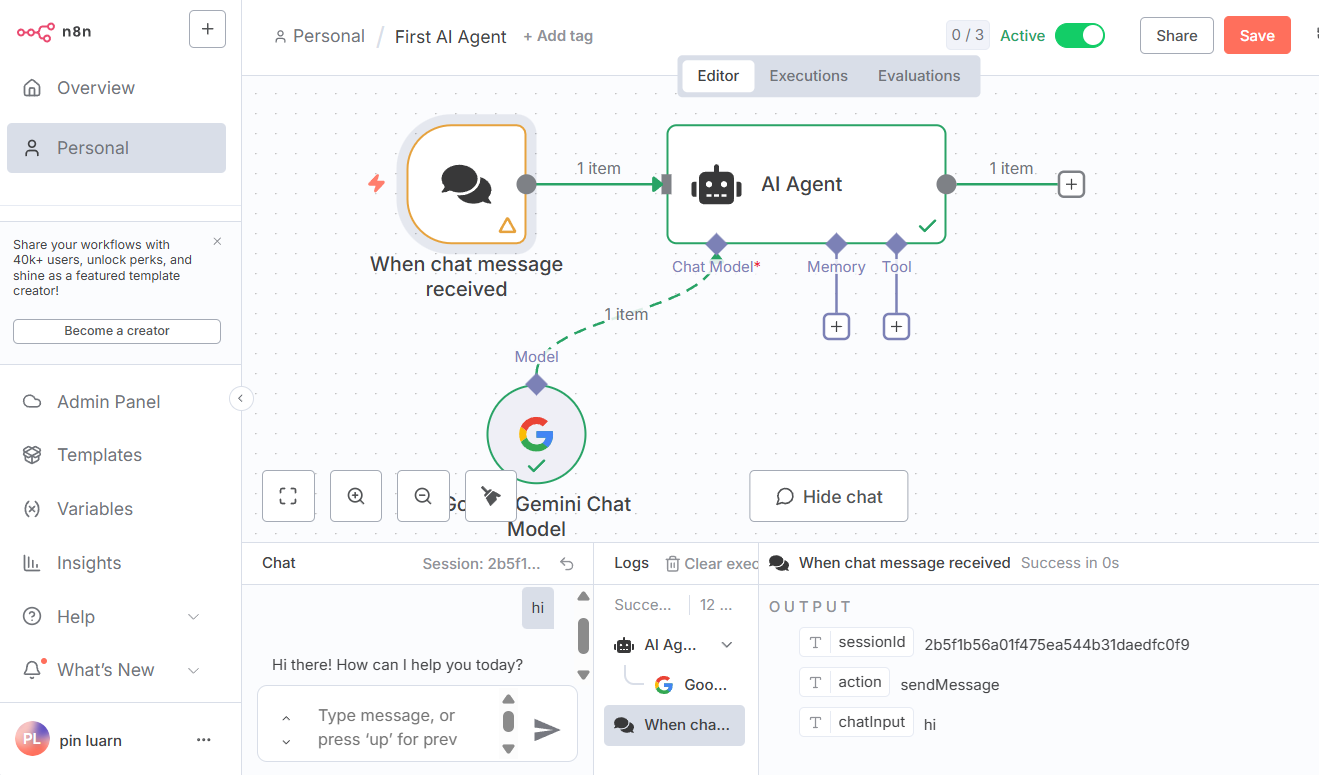 n8n
+
Personal / First AI Agent + Add tag
0 / 3 Active
Share
Save
Editor Executions Evaluations
Overview
Personal
Share your workflows with
40k+ users, unlock perks, and
shine as a featured template
creator!
Become a creator
Admin Panel
Templates
Variables
Insights
Help
What's New
PL pin luarn ...
1 item
AI Agent
1 item
When chat message
received
Chat Model*
Memory
Tool
1 item
Model
Gemini Chat
Model
Hide chat
Chat
Session: 2b5f1...
hi
Hi there! How can I help you today?
Type message, or
press ‘up’ for prev
Logs
Clear exec
Succe... 12 ...
AI Ag...
Goo...
When cha...
When chat message received Success in 0s
OUTPUT
T sessionId 2b5f1b56a01f475ea544b31daedfc0f9
T action sendMessage
T chatInput hi